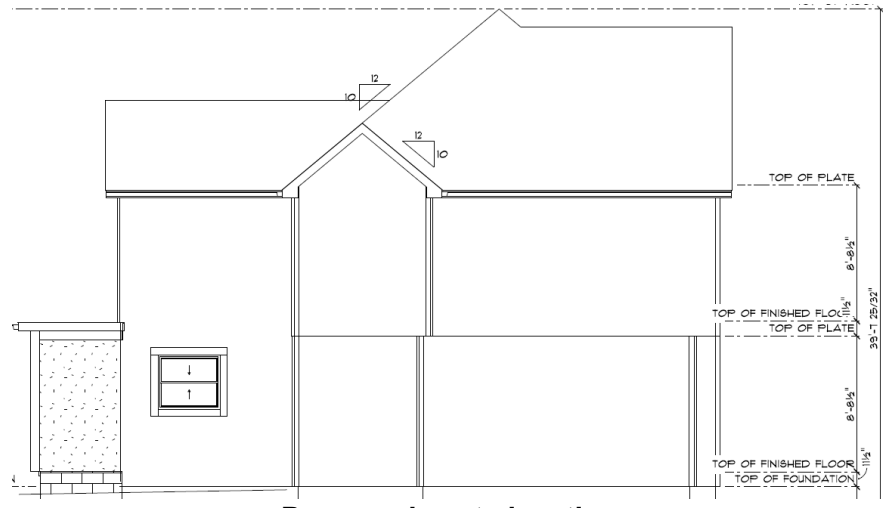 12
10
12
10
TOP OF PLATE
8'-8½"
TOP OF FINISHED FLO
11½"
TOP OF PLATE
39'-7 25/32"
8'-8½"
TOP OF FINISHED FLOOR
11½"
TOP OF FOUNDATION